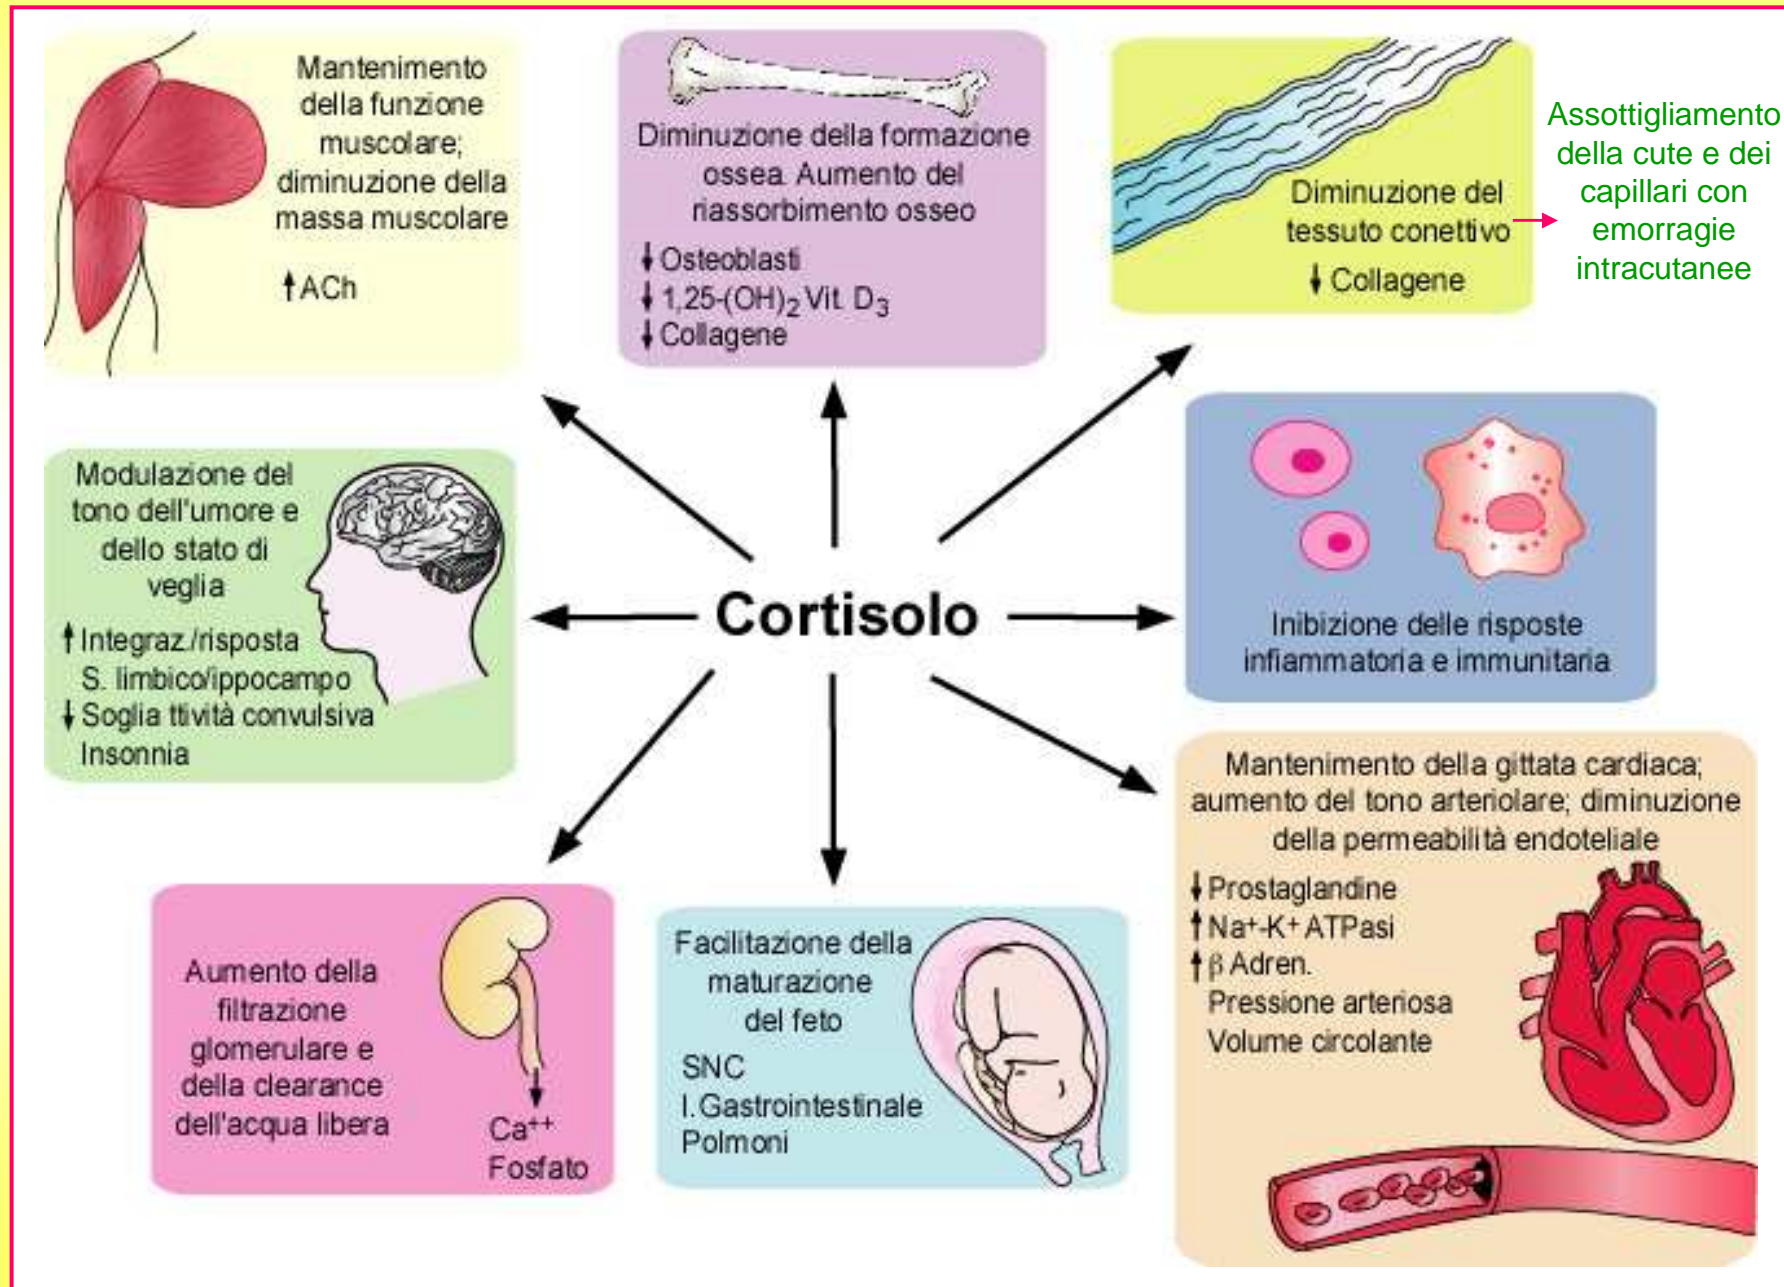 Mantenimento
della funzione
muscolare;
diminuzione della
massa muscolare
↑ACh
Diminuzione della formazione
ossea. Aumento del
riassorbimento osseo
↓Osteoblasti
↓1,25-(OH)₂ Vit. D₃
↓Collagene
Diminuzione del
tessuto conettivo
↓ Collagene
Assottigliamento
della cute e dei
capillari con
emorragie
intracutanee
Modulazione del
tono dell'umore e
dello stato di
veglia
↑Integraz./risposta
S. limbico/ippocampo
↓Soglia ttività convulsiva
Insonnia
Cortisolo
Inibizione delle risposte
infiammatoria e immunitaria
Aumento della
filtrazione
glomerulare e
della clearance
dell'acqua libera
Ca⁺⁺
Fosfato
Facilitazione della
maturazione
del feto
SNC
I. Gastrointestinale
Polmoni
Mantenimento della gittata cardiaca;
aumento del tono arteriolare; diminuzione
della permeabilità endoteliale
↓Prostaglandine
↑Na⁺-K⁺ ATPasi
↑β Adren.
Pressione arteriosa
Volume circolante